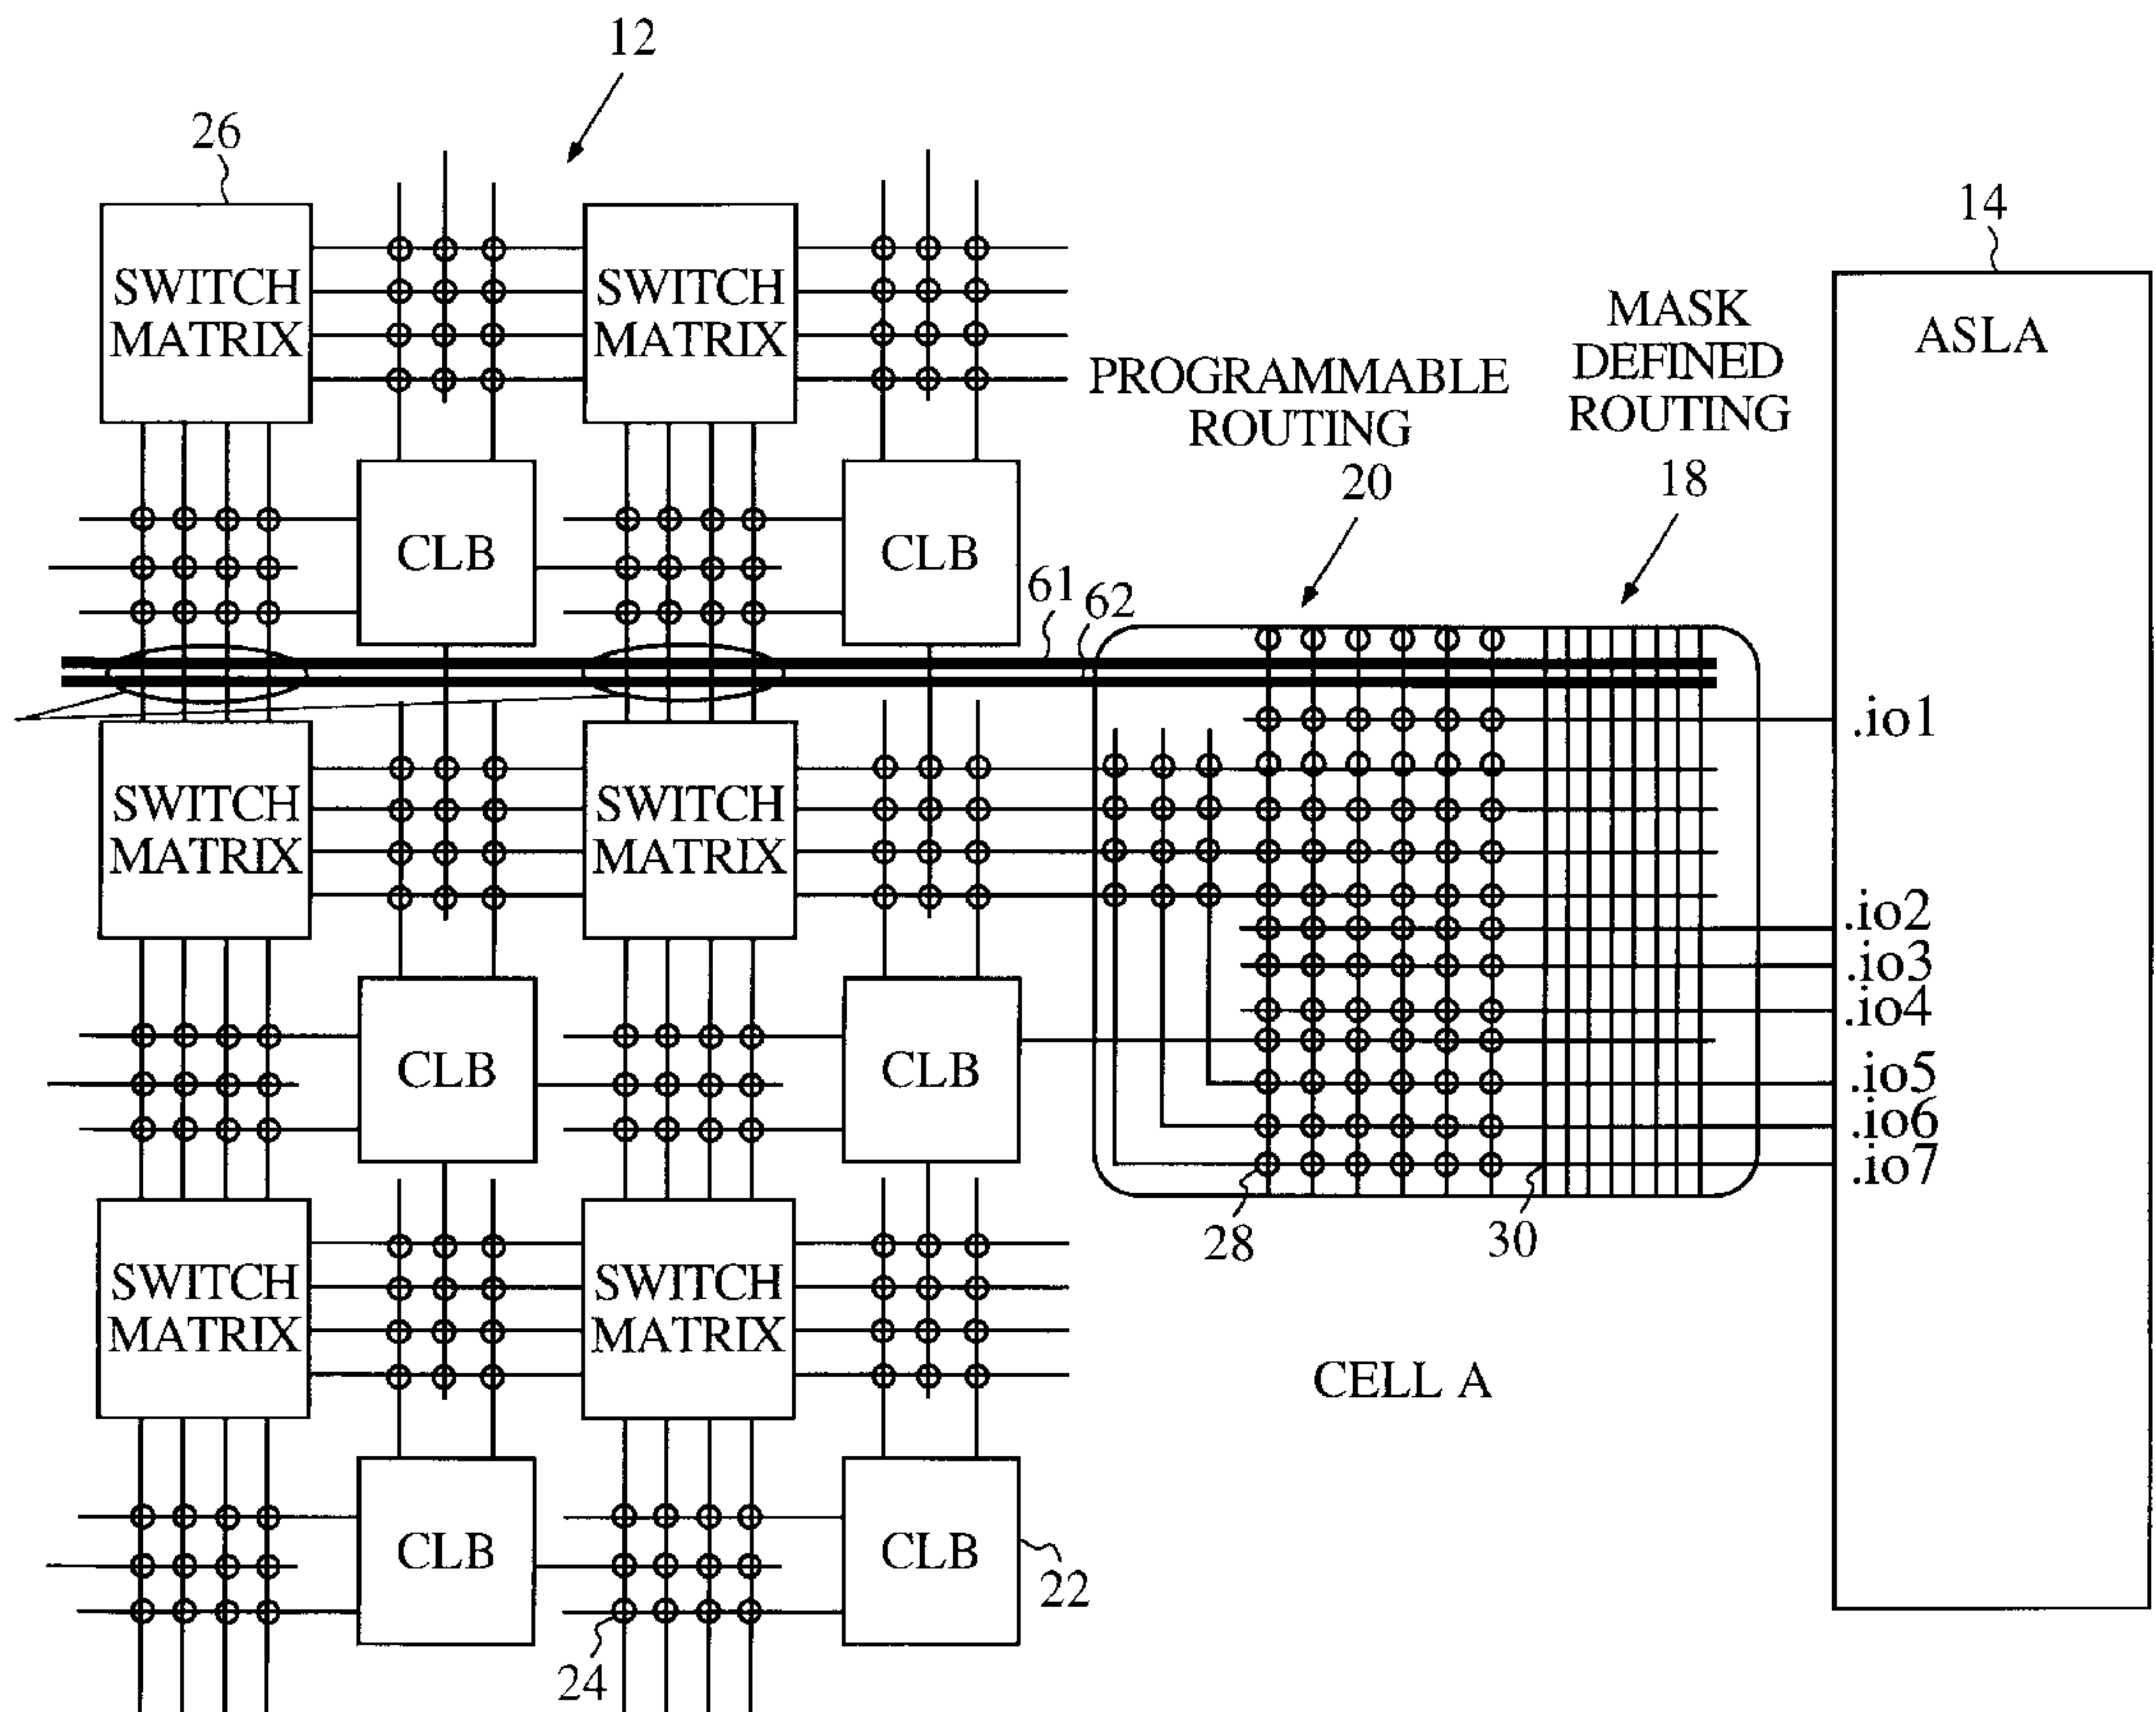 12
26
14
SWITCH
MATRIX
SWITCH
MATRIX
MASK
DEFINED
ROUTING
ASLA
PROGRAMMABLE
ROUTING
20
18
CLB
CLB
61
62
.io1
SWITCH
MATRIX
SWITCH
MATRIX
.io2
.io3
.io4
CLB
CLB
.io5
.io6
.io7
28
30
SWITCH
MATRIX
SWITCH
MATRIX
CELL A
CLB
CLB
22
24